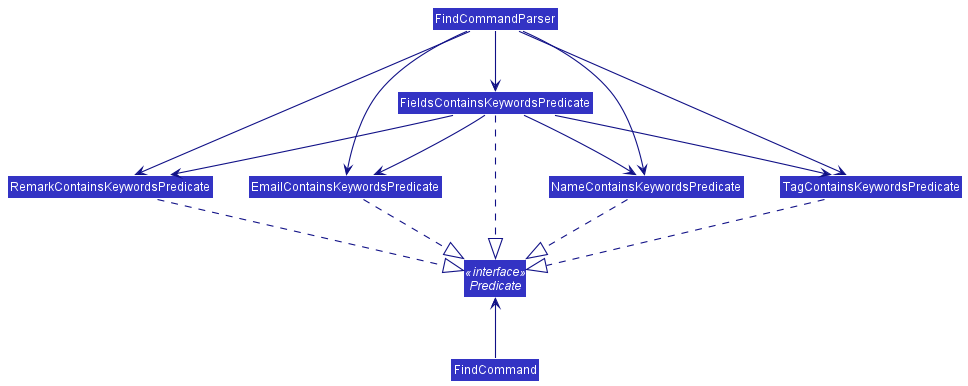 FindCommandParser
FieldsContainsKeywordsPredicate
RemarkContainsKeywordsPredicate
EmailContainsKeywordsPredicate
NameContainsKeywordsPredicate
TagContainsKeywordsPredicate
«interface»
Predicate
FindCommand